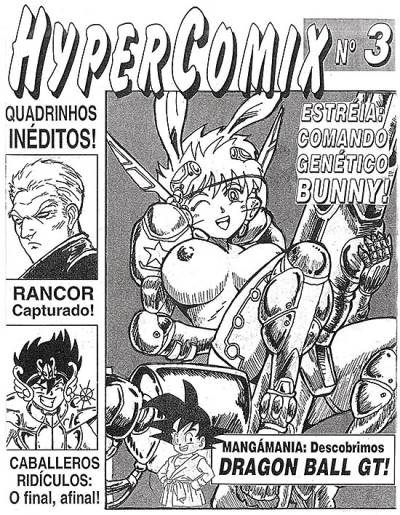 HYPERCOMIX Nº 3
QUADRINHOS
INÉDITOS!
ESTRÉIA:
COMANDO
GENÉTICO
BUNNY!
RANCOR
Capturado!
CABALLEROS
RIDÍCULOS:
O final, afinal!
MANGÁMANIA: Descobrimos
DRAGON BALL GT!